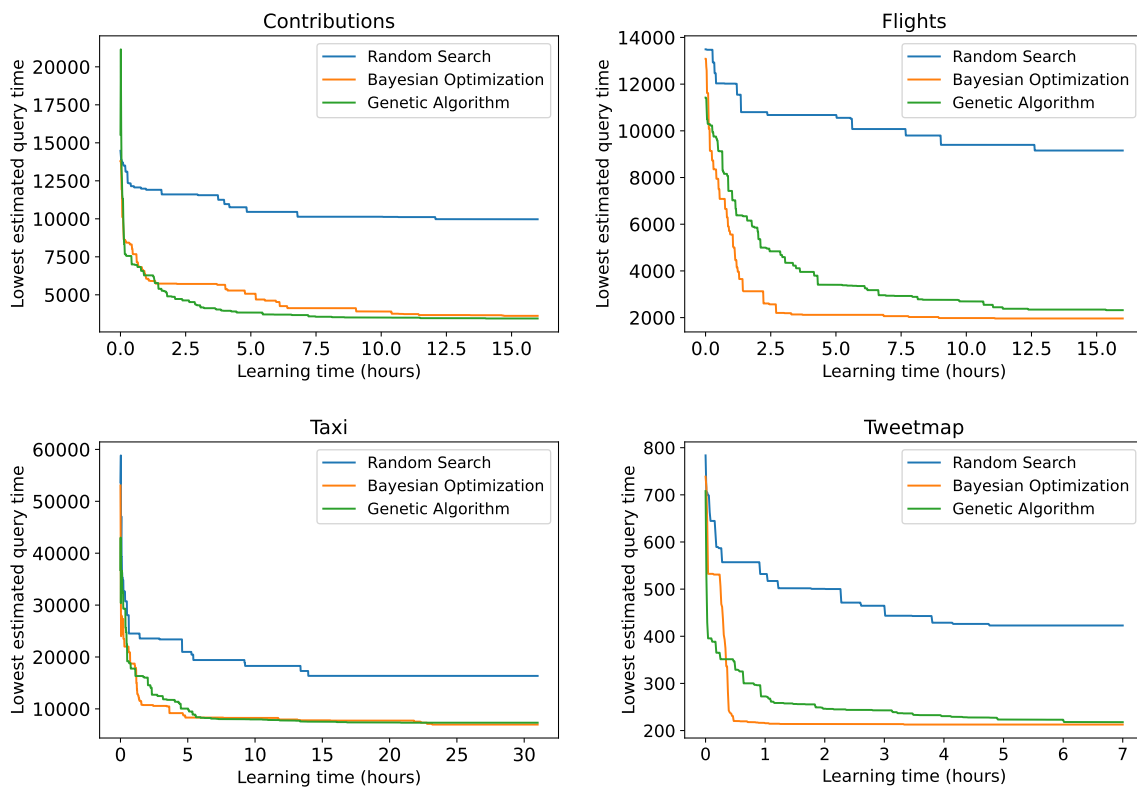 Contributions
Lowest estimated query time
20000
17500
15000
12500
10000
7500
5000
0.0 2.5 5.0 7.5 10.0 12.5 15.0
Learning time (hours)
Random Search
Bayesian Optimization
Genetic Algorithm
Flights
Lowest estimated query time
14000
12000
10000
8000
6000
4000
2000
0.0 2.5 5.0 7.5 10.0 12.5 15.0
Learning time (hours)
Random Search
Bayesian Optimization
Genetic Algorithm
Taxi
Lowest estimated query time
60000
50000
40000
30000
20000
10000
0 5 10 15 20 25 30
Learning time (hours)
Random Search
Bayesian Optimization
Genetic Algorithm
Tweetmap
Lowest estimated query time
800
700
600
500
400
300
200
0 1 2 3 4 5 6 7
Learning time (hours)
Random Search
Bayesian Optimization
Genetic Algorithm